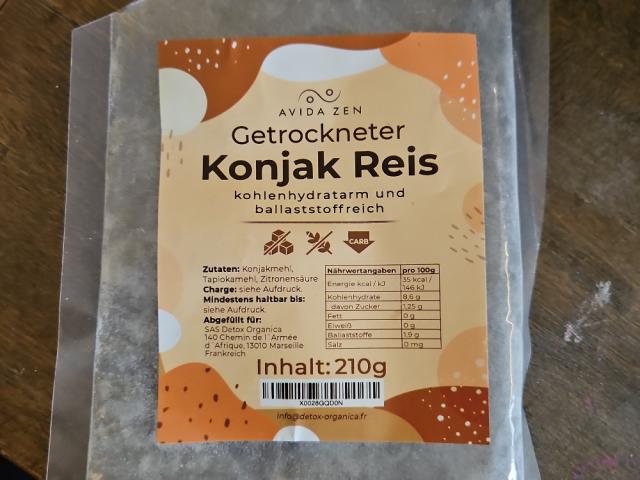 AVIDA ZEN
Getrockneter
Konjak Reis
kohlenhydratarm und
ballaststoffreich
CARB
Zutaten: Konjakmehl,
Tapiokamehl, Zitronensäure
Charge: siehe Aufdruck.
Mindestens haltbar bis:
siehe Aufdruck.
Abgefüllt für:
SAS Detox Organica
140 Chemin de l´Armée
d´Afrique, 13010 Marseille
Frankreich
Nährwertangaben pro 100g
Energie kcal / kJ 35 kcal /
146 kJ
Kohlenhydrate 8,6 g
davon Zucker 1,25 g
Fett 0 g
Eiweiß 0 g
Ballaststoffe 1,9 g
Salz 0 mg
Inhalt: 210g
X0028GQD0N
info@detox-organica.fr